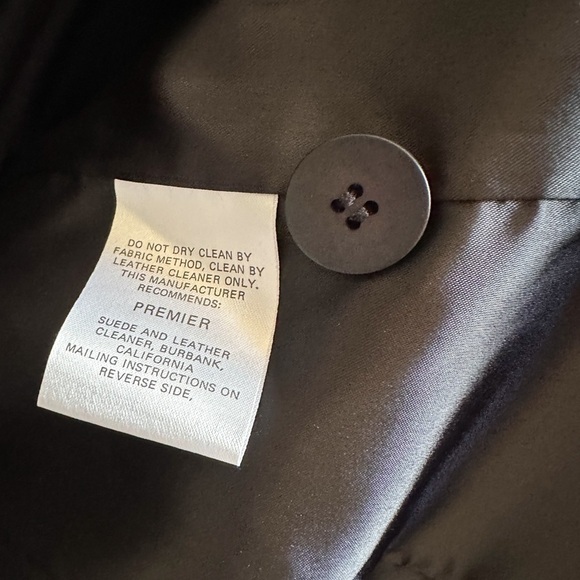 DO NOT DRY CLEAN BY
FABRIC METHOD, CLEAN BY
LEATHER CLEANER ONLY.
THIS MANUFACTURER
RECOMMENDS:
PREMIER
SUEDE AND LEATHER
CLEANER, BURBANK,
CALIFORNIA
MAILING INSTRUCTIONS ON
REVERSE SIDE,